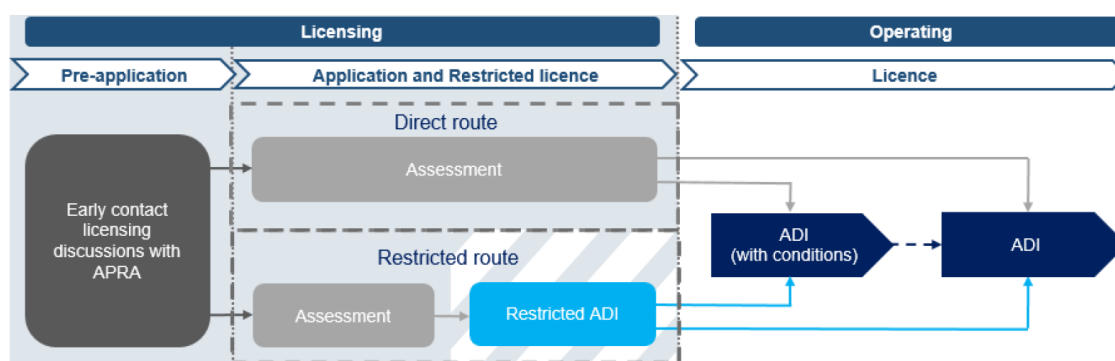 Licensing
Operating
Pre-application
Application and Restricted licence
Licence
Direct route
Assessment
Early contact
licensing
discussions with
APRA
ADI
(with conditions)
ADI
Restricted route
Assessment
Restricted ADI